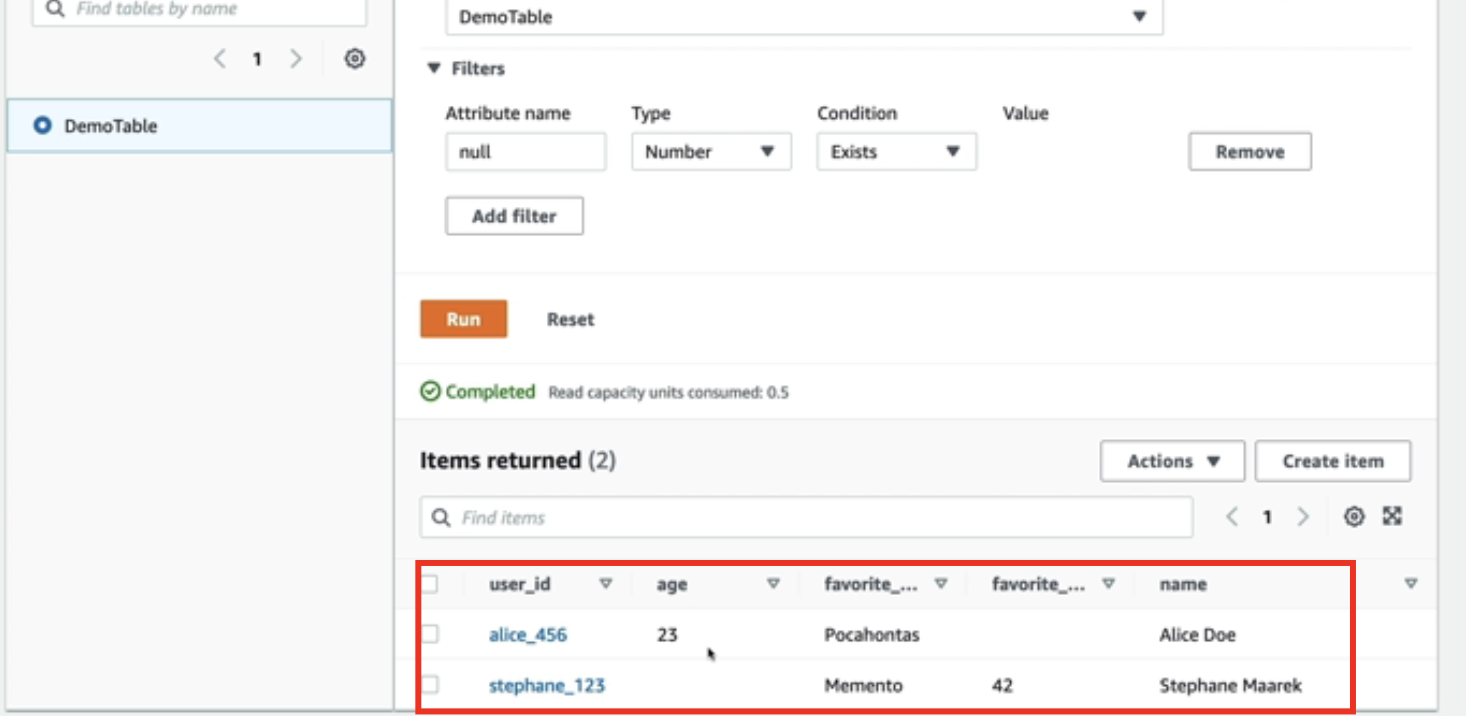 Find tables by name
DemoTable
1
Filters
Attribute name Type Condition Value
DemoTable
null Number Exists Remove
Add filter
Run Reset
Completed Read capacity units consumed: 0.5
Items returned (2) Actions Create item
Find items 1
user_id age favorite_... favorite_... name
alice_456 23 Pocahontas Alice Doe
stephane_123 Memento 42 Stephane Maarek